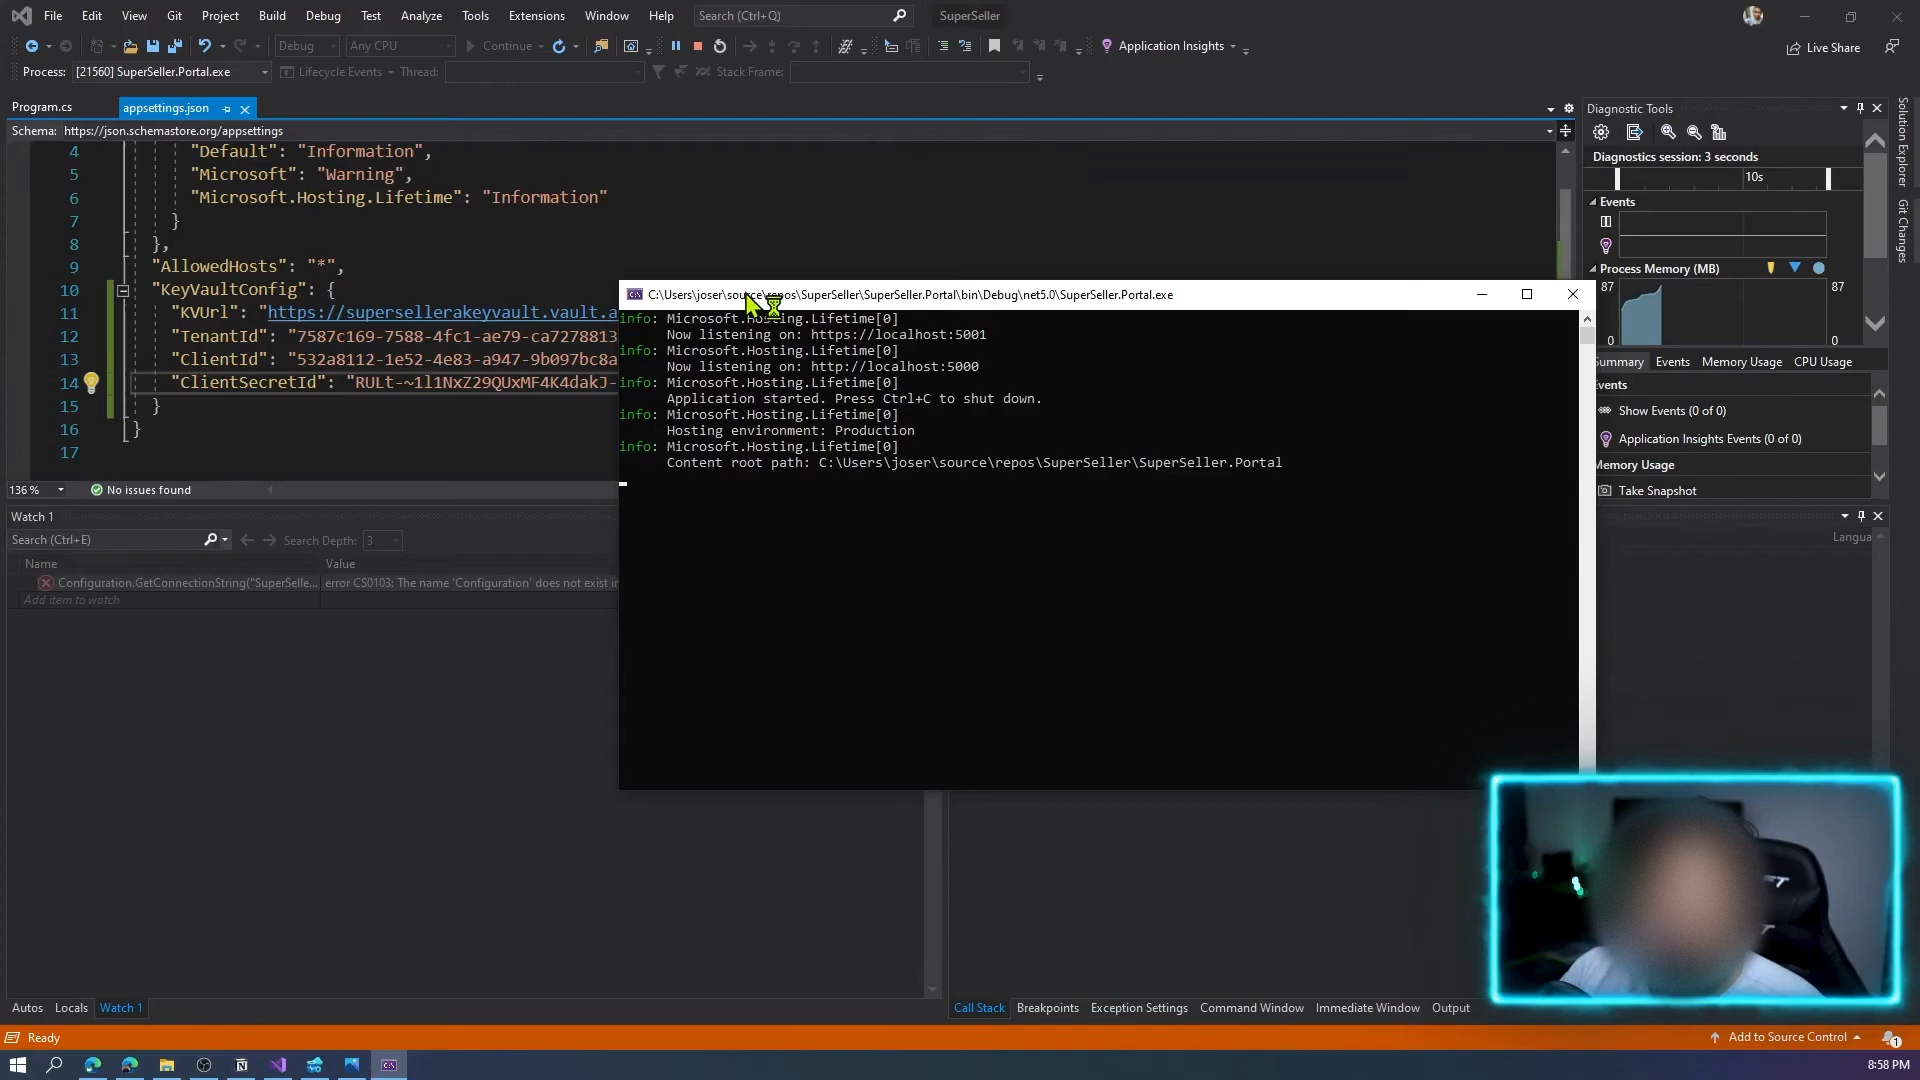 File Edit View Git Project Build Debug Test Analyze Tools Extensions Window Help Search (Ctrl+Q) SuperSeller
Debug Any CPU Continue Application Insights Live Share
Process: [21560] SuperSeller.Portal.exe Lifecycle Events Thread: Stack Frame:
Program.cs appsettings.json
Schema: https://json.schemastore.org/appsettings
4 "Default": "Information",
5 "Microsoft": "Warning",
6 "Microsoft.Hosting.Lifetime": "Information"
7 }
8 },
9 "AllowedHosts": "*",
10 "KeyVaultConfig": {
11 "KVUrl": "https://supersellerakeyvault.vault.a
12 "TenantId": "7587c169-7588-4fc1-ae79-ca7278813
13 "ClientId": "532a8112-1e52-4e83-a947-9b097bc8a
14 "ClientSecretId": "RULt-~1l1NxZ29QUxMF4K4dakJ-
15 }
16 }
17
136 % No issues found
C:\Users\joser\source\repos\SuperSeller\SuperSeller.Portal\bin\Debug\net5.0\SuperSeller.Portal.exe
info: Microsoft.Hosting.Lifetime[0]
Now listening on: https://localhost:5001
info: Microsoft.Hosting.Lifetime[0]
Now listening on: http://localhost:5000
info: Microsoft.Hosting.Lifetime[0]
Application started. Press Ctrl+C to shut down.
info: Microsoft.Hosting.Lifetime[0]
Hosting environment: Production
info: Microsoft.Hosting.Lifetime[0]
Content root path: C:\Users\joser\source\repos\SuperSeller\SuperSeller.Portal
Diagnostic Tools
Diagnostics session: 3 seconds
10s
Events
Process Memory (MB)
87 87
0 0
Summary Events Memory Usage CPU Usage
Events
Show Events (0 of 0)
Application Insights Events (0 of 0)
Memory Usage
Take Snapshot
Solution Explorer
Git Changes
Watch 1
Search (Ctrl+E) Search Depth: 3
Name Value
Configuration.GetConnectionString("SuperSelle... error CS0103: The name 'Configuration' does not exist in
Add item to watch
Langua
Autos Locals Watch 1
Call Stack Breakpoints Exception Settings Command Window Immediate Window Output
Ready Add to Source Control 1
8:58 PM